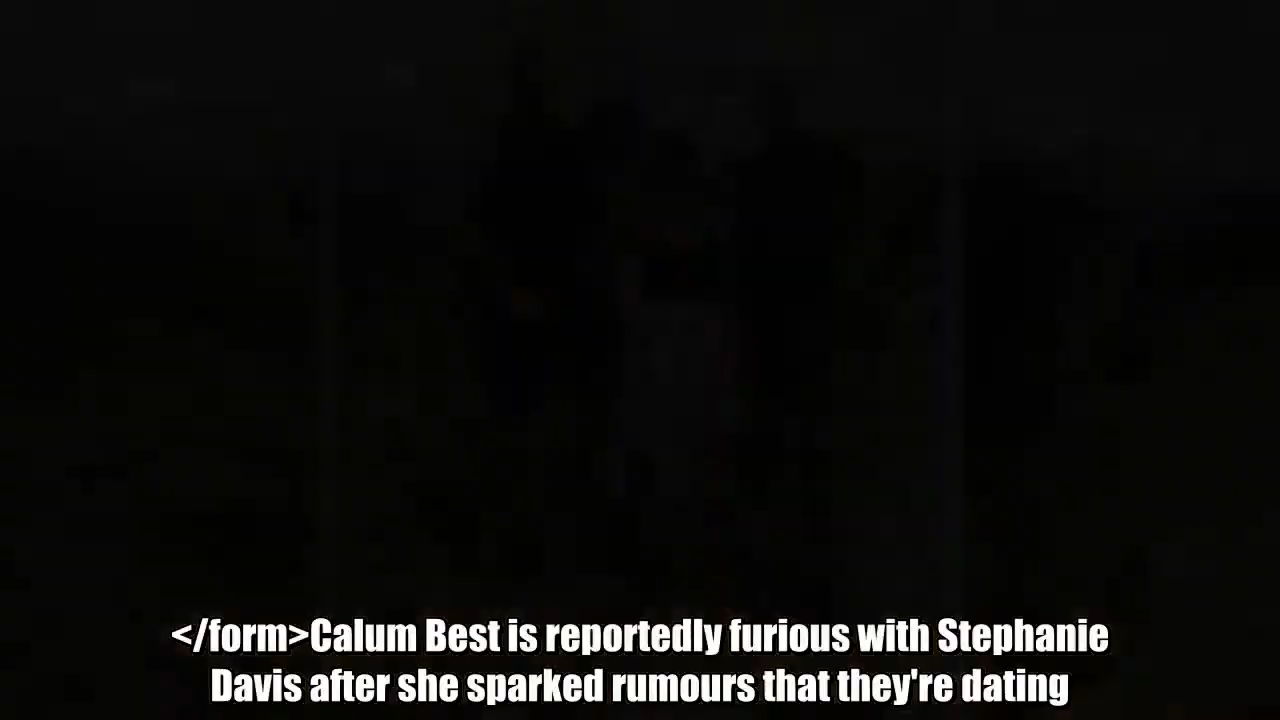 </form>Calum Best is reportedly furious with Stephanie
Davis after she sparked rumours that they're dating